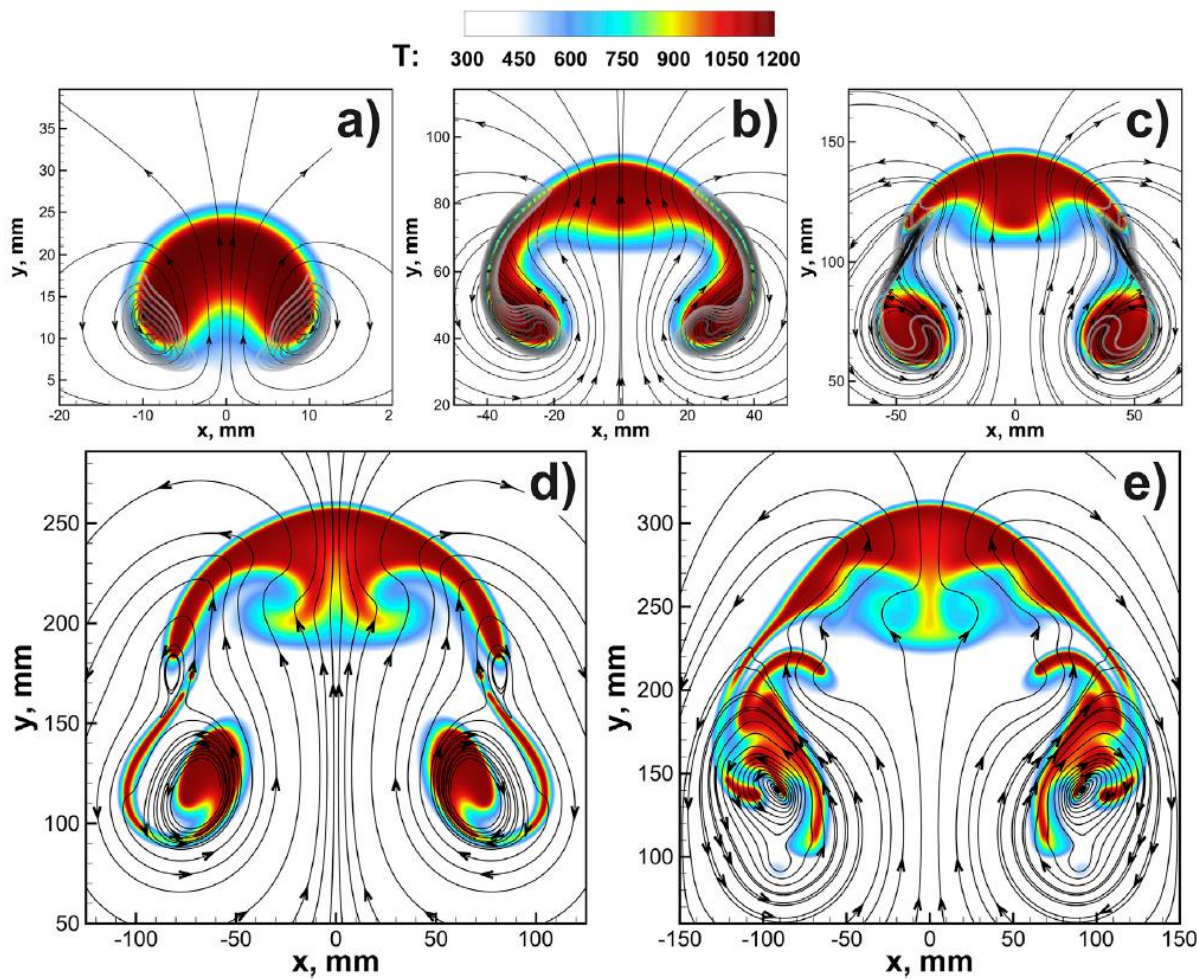 T: 300 450 600 750 900 1050 1200
a)
y, mm
35
30
25
20
15
10
5
-20 -10 0 10 2
x, mm
b)
y, mm
100
80
60
40
20
-40 -20 0 20 40
x, mm
c)
y, mm
150
100
50
-50 0 50
x, mm
d)
y, mm
250
200
150
100
50
-100 -50 0 50 100
x, mm
e)
y, mm
300
250
200
150
100
-150 -100 -50 0 50 100 150
x, mm